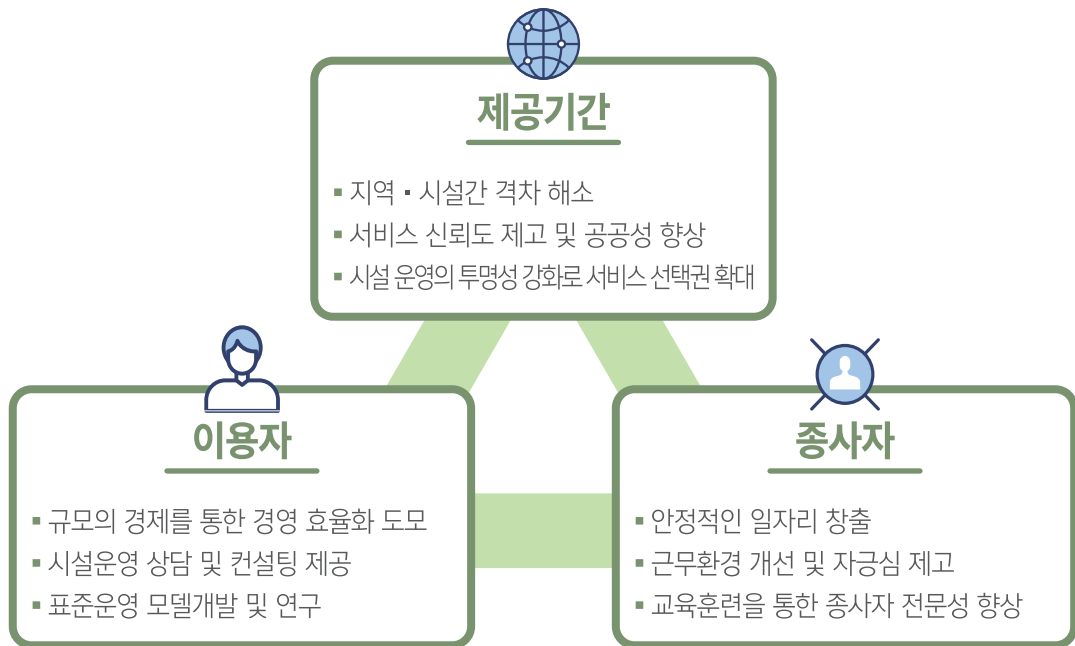 제공기간
▪ 지역 ▪ 시설간 격차 해소
▪ 서비스 신뢰도 제고 및 공공성 향상
▪ 시설 운영의 투명성 강화로 서비스 선택권 확대
이용자
▪ 규모의 경제를 통한 경영 효율화 도모
▪ 시설운영 상담 및 컨설팅 제공
▪ 표준운영 모델개발 및 연구
종사자
▪ 안정적인 일자리 창출
▪ 근무환경 개선 및 자긍심 제고
▪ 교육훈련을 통한 종사자 전문성 향상